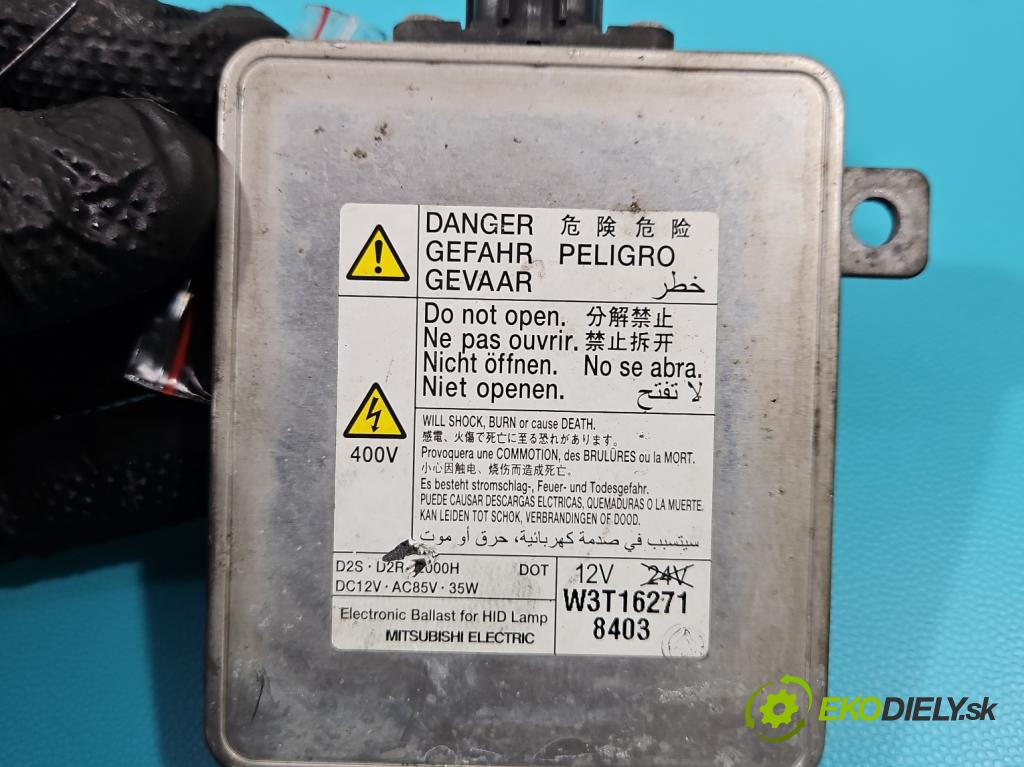 DANGER 危険 危险
GEFAHR PELIGRO
GEVAAR خطر
Do not open. 分解禁止
Ne pas ouvrir. 禁止拆开
Nicht öffnen. No se abra.
Niet openen. لا تفتح
400V
WILL SHOCK, BURN or cause DEATH.
感電、火傷で死亡に至る恐れがあります。
Provoquera une COMMOTION, des BRULÛRES ou la MORT.
小心因触电、烧伤而造成死亡。
Es besteht stromschlag-, Feuer- und Todesgefahr.
PUEDE CAUSAR DESCARGAS ELCTRICAS, QUEMADURAS O LA MUERTE.
KAN LEIDEN TOT SCHOK, VERBRANDINGEN OF DOOD.
سيتسبب في صدمة كهربائية، حرق أو موت
D2S · D2R 000H DOT
DC12V · AC85V · 35W
12V 24V
W3T16271
8403
Electronic Ballast for HID Lamp
MITSUBISHI ELECTRIC
EKODIELY.sk